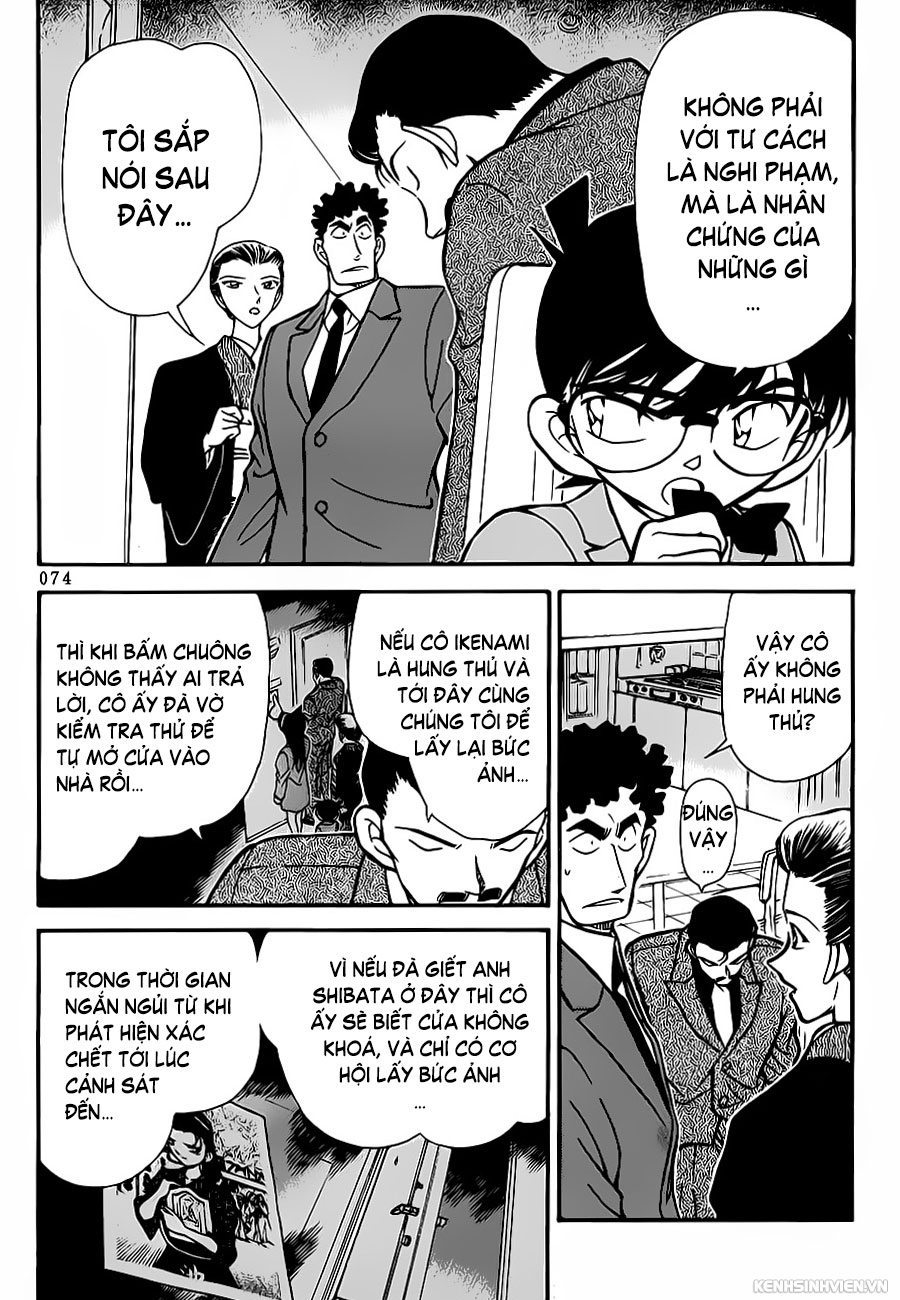 KHÔNG PHẢI
VỚI TƯ CÁCH
LÀ NGHI PHẠM,
MÀ LÀ NHÂN
CHỨNG CỦA
NHỮNG GÌ
...
TÔI SẮP
NÓI SAU
ĐÂY...
074
VẬY CÔ
ẤY KHÔNG
PHẢI HUNG
THỦ?
ĐÚNG
VẬY
...
NẾU CÔ IKENAMI
LÀ HUNG THỦ VÀ
TỚI ĐÂY CÙNG
CHÚNG TÔI ĐỂ
LẤY LẠI BỨC
ẢNH...
THÌ KHI BẤM CHUÔNG
KHÔNG THẤY AI TRẢ
LỜI, CÔ ẤY ĐÃ VỜ
KIỂM TRA THỬ ĐỂ
TỰ MỞ CỬA VÀO
NHÀ RỒI...
VÌ NẾU ĐÃ GIẾT ANH
SHIBATA Ở ĐÂY THÌ CÔ
ẤY SẼ BIẾT CỬA KHÔNG
KHOÁ, VÀ CHỈ CÓ CƠ
HỘI LẤY BỨC ẢNH
...
TRONG THỜI GIAN
NGẮN NGỦI TỪ KHI
PHÁT HIỆN XÁC
CHẾT TỚI LÚC
CẢNH SÁT
ĐẾN...
KENHSINHVIEN.VN